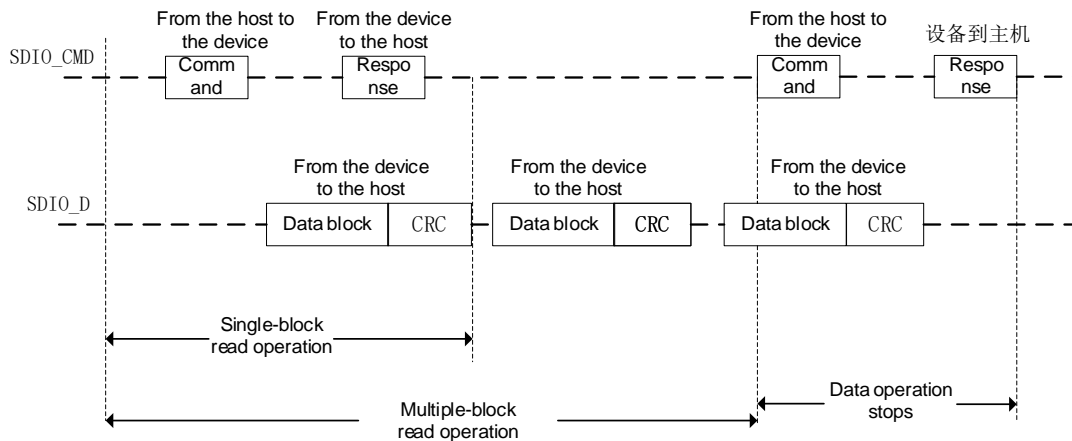 From the host to
the device
From the device
to the host
From the host to
the device
设备到主机
SDIO_CMD
Comm
and
Respo
nse
Comm
and
Respo
nse
From the device
to the host
From the device
to the host
From the device
to the host
SDIO_D
Data block
CRC
Data block
CRC
Data block
CRC
Single-block
read operation
Multiple-block
read operation
Data operation
stops